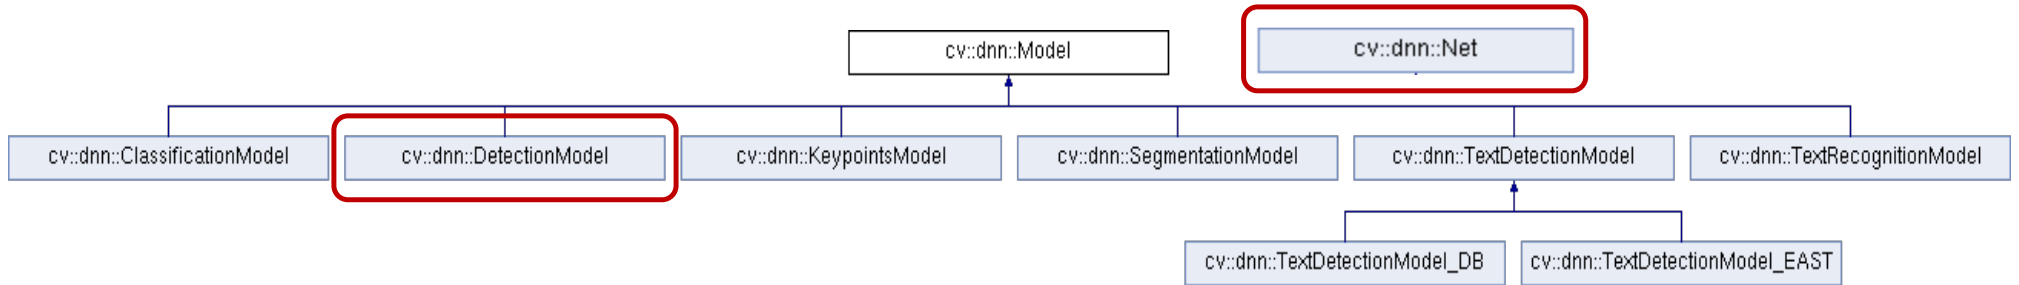 cv::dnn::Model
cv::dnn::Net
cv::dnn::ClassificationModel
cv::dnn::DetectionModel
cv::dnn::KeypointsModel
cv::dnn::SegmentationModel
cv::dnn::TextDetectionModel
cv::dnn::TextRecognitionModel
cv::dnn::TextDetectionModel_DB
cv::dnn::TextDetectionModel_EAST